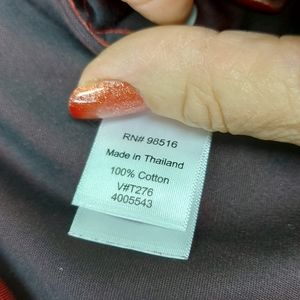 RN# 98516
Made in Thailand
100% Cotton
V#T276
4005543